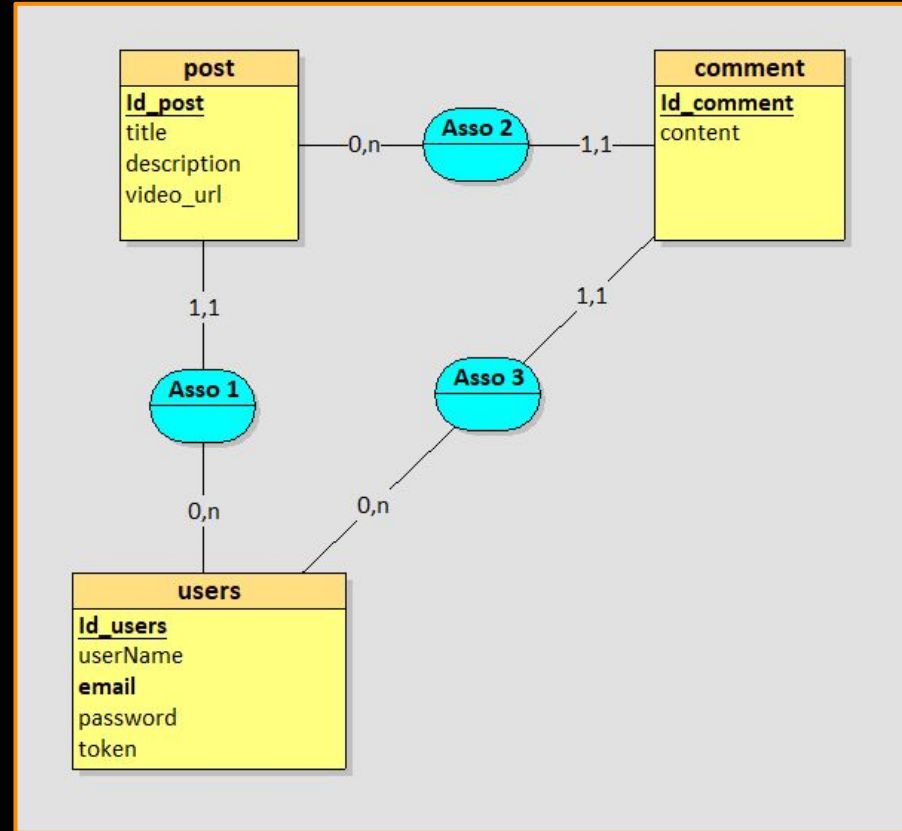 post
Id_post
title
description
video_url
0,n
Asso 2
1,1
comment
Id_comment
content
1,1
Asso 1
0,n
1,1
Asso 3
0,n
users
Id_users
userName
email
password
token